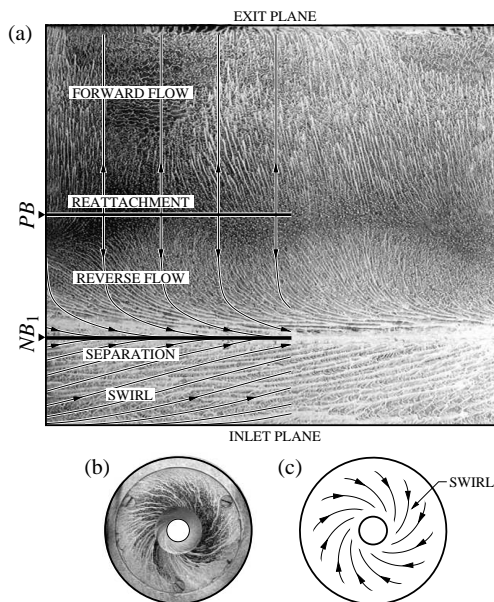 EXIT PLANE
(a)
FORWARD FLOW
REATTACHMENT
PB
REVERSE FLOW
NB1
SEPARATION
SWIRL
INLET PLANE
(b)
(c)
SWIRL